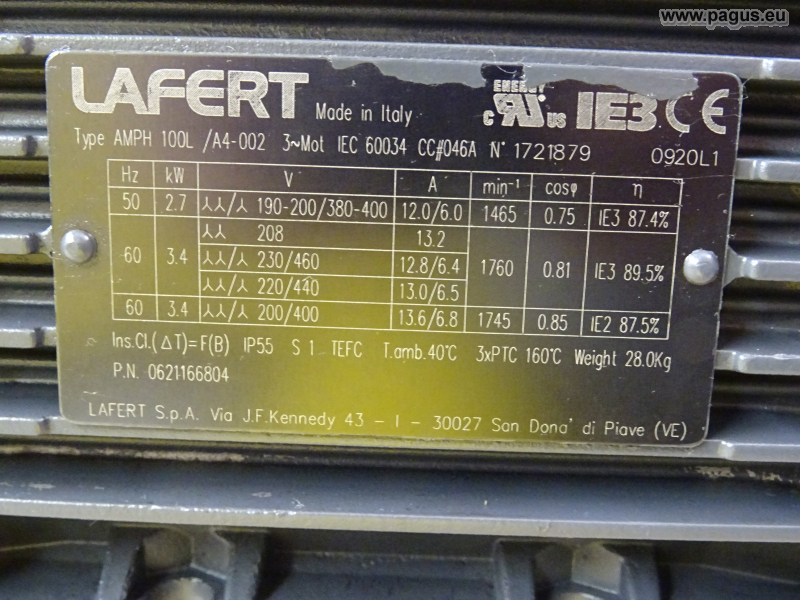 www.pagus.eu
LAFERT Made in Italy ENERGY C UR US IE3 CE
Type AMPH 100L /A4-002 3~Mot IEC 60034 CC#046A N° 1721879 0920L1
Hz kW V A min⁻¹ cosφ η
50 2.7 ⅄⅄/⅄ 190-200/380-400 12.0/6.0 1465 0.75 IE3 87.4%
60 3.4 ⅄⅄ 208 13.2 1760 0.81 IE3 89.5%
⅄⅄/⅄ 230/460 12.8/6.4
⅄⅄/⅄ 220/440 13.0/6.5
60 3.4 ⅄⅄/⅄ 200/400 13.6/6.8 1745 0.85 IE2 87.5%
Ins.Cl.(ΔT)=F(B) IP55 S 1 TEFC T.amb.40°C 3xPTC 160°C Weight 28.0Kg
P.N. 0621166804
LAFERT S.p.A. Via J.F.Kennedy 43 - I - 30027 San Dona' di Piave (VE)